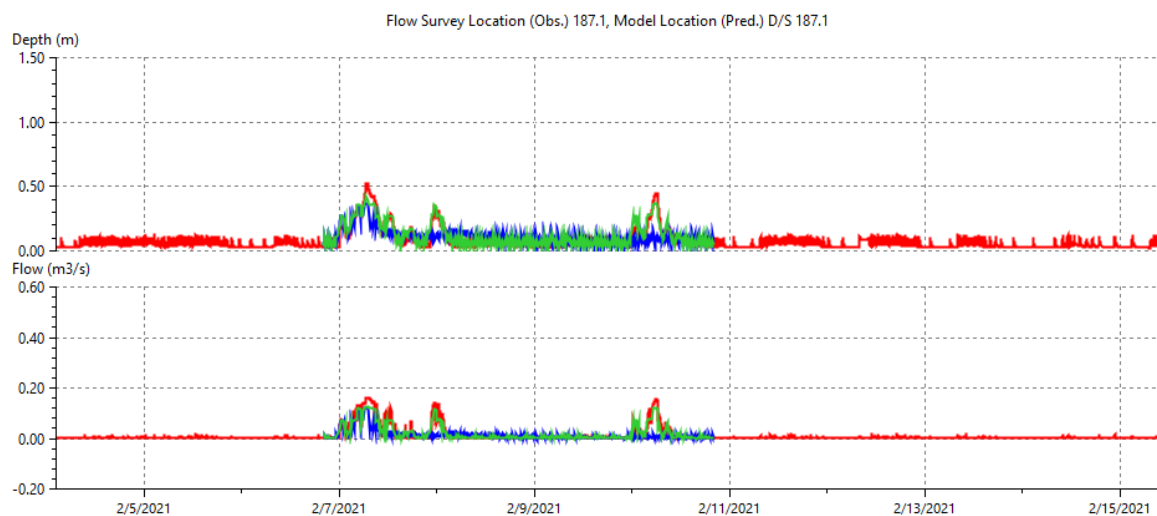 Flow Survey Location (Obs.) 187.1, Model Location (Pred.) D/S 187.1
Depth (m)
1.50
1.00
0.50
0.00
Flow (m3/s)
0.60
0.40
0.20
0.00
-0.20
2/5/2021 2/7/2021 2/9/2021 2/11/2021 2/13/2021 2/15/2021